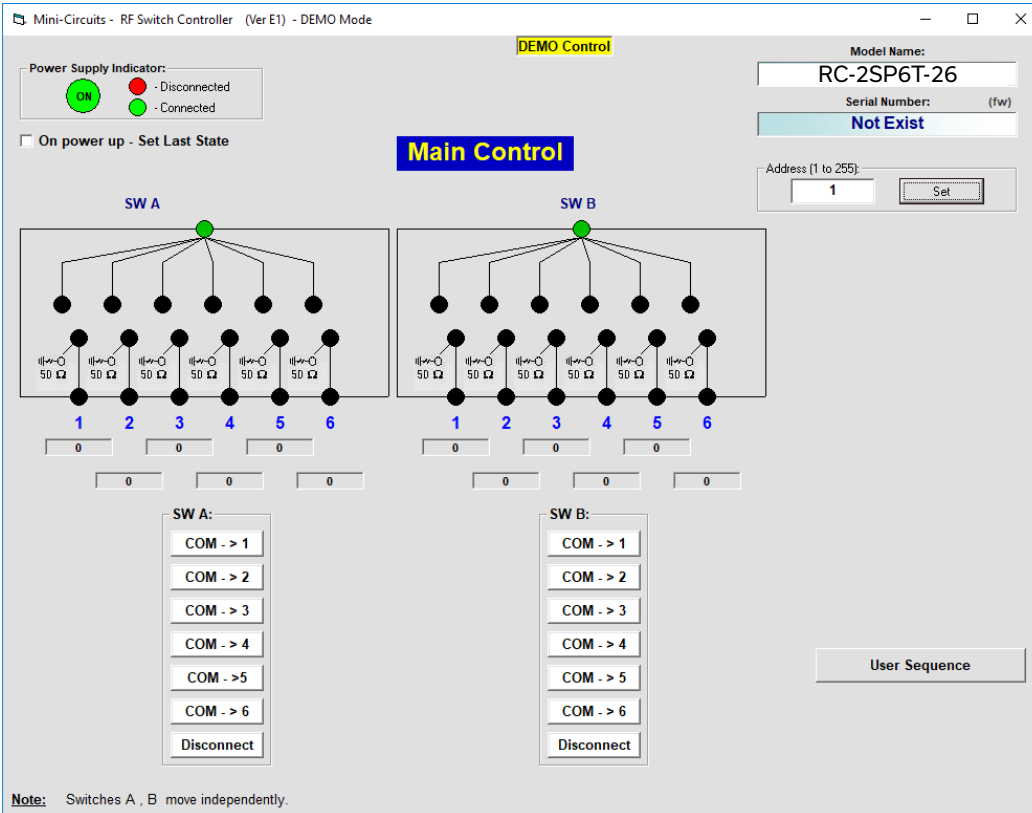 Mini-Circuits - RF Switch Controller (Ver E1) - DEMO Mode
DEMO Control
Power Supply Indicator:
ON
- Disconnected
- Connected
On power up - Set Last State
Main Control
Model Name:
RC-2SP6T-26
Serial Number: (fw)
Not Exist
Address (1 to 255):
1 Set
SW A
50 Ω 50 Ω 50 Ω 50 Ω 50 Ω 50 Ω
1 2 3 4 5 6
0 0 0
0 0 0
SW B
50 Ω 50 Ω 50 Ω 50 Ω 50 Ω 50 Ω
1 2 3 4 5 6
0 0 0
0 0 0
SW A:
COM - > 1
COM - > 2
COM - > 3
COM - > 4
COM - >5
COM - > 6
Disconnect
SW B:
COM - > 1
COM - > 2
COM - > 3
COM - > 4
COM - > 5
COM - > 6
Disconnect
User Sequence
Note: Switches A , B move independently.